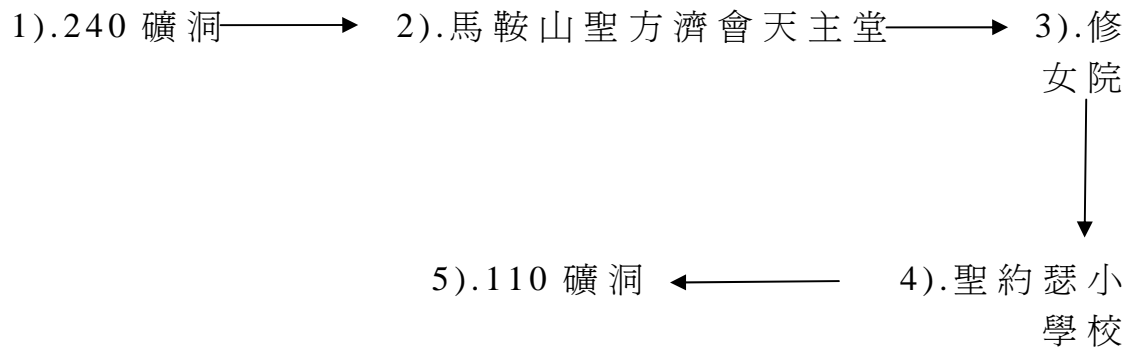 1).240 礦洞 2).馬鞍山聖方濟會天主堂 3).修
女院
4).聖約瑟小
學校
5).110 礦洞